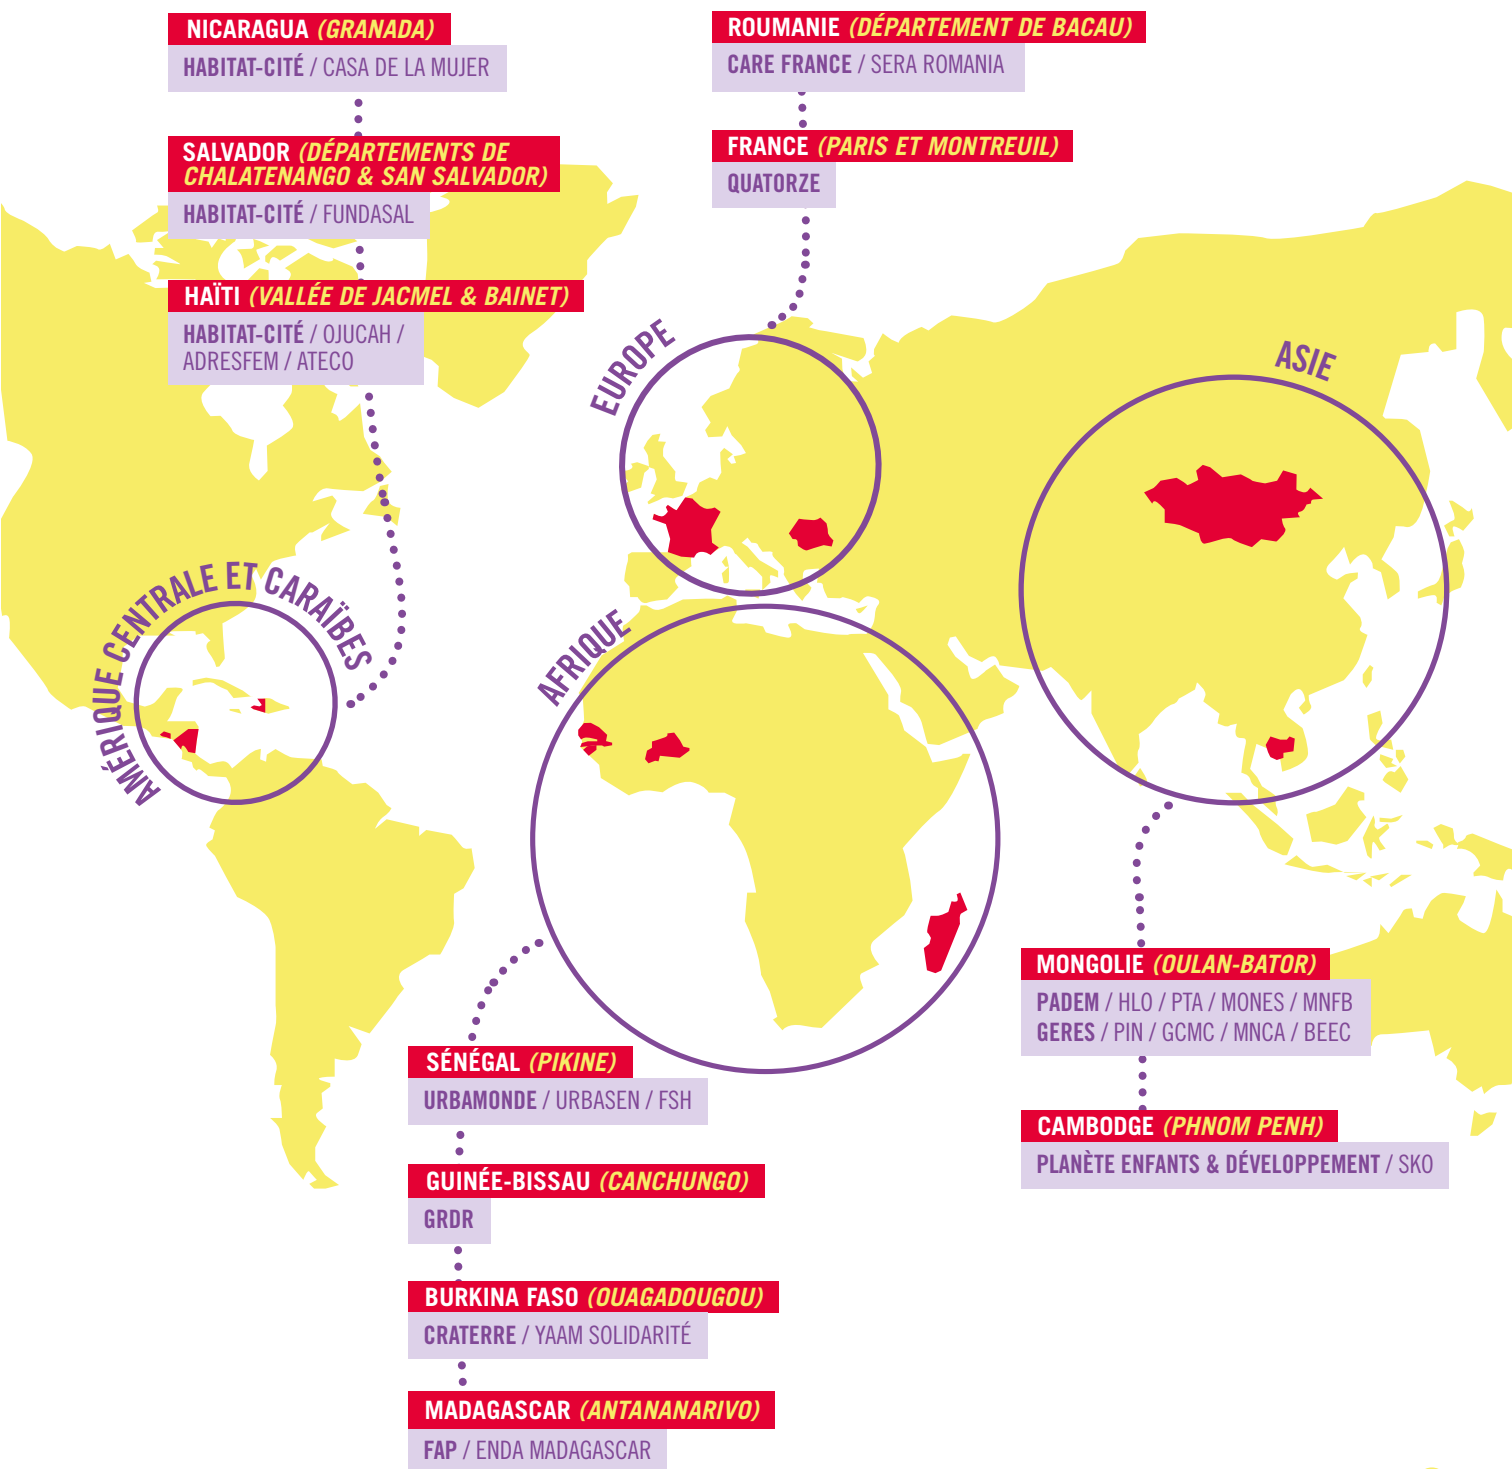 NICARAGUA (GRANADA)
HABITAT-CITÉ / CASA DE LA MUJER
SALVADOR (DÉPARTEMENTS DE
CHALATENANGO & SAN SALVADOR)
HABITAT-CITÉ / FUNDASAL
HAÏTI (VALLÉE DE JACMEL & BAINET)
HABITAT-CITÉ / OJUCAH /
ADRESFEM / ATECO
AMÉRIQUE CENTRALE ET CARAÏBES
ROUMANIE (DÉPARTEMENT DE BACAU)
CARE FRANCE / SERA ROMANIA
FRANCE (PARIS ET MONTREUIL)
QUATORZE
EUROPE
AFRIQUE
SÉNÉGAL (PIKINE)
URBAMONDE / URBASEN / FSH
GUINÉE-BISSAU (CANCHUNGO)
GRDR
BURKINA FASO (OUAGADOUGOU)
CRATERRE / YAAM SOLIDARITÉ
MADAGASCAR (ANTANANARIVO)
FAP / ENDA MADAGASCAR
ASIE
MONGOLIE (OULAN-BATOR)
PADEM / HLO / PTA / MONES / MNFB
GERES / PIN / GCMC / MNCA / BEEC
CAMBODGE (PHNOM PENH)
PLANÈTE ENFANTS & DÉVELOPPEMENT / SKO